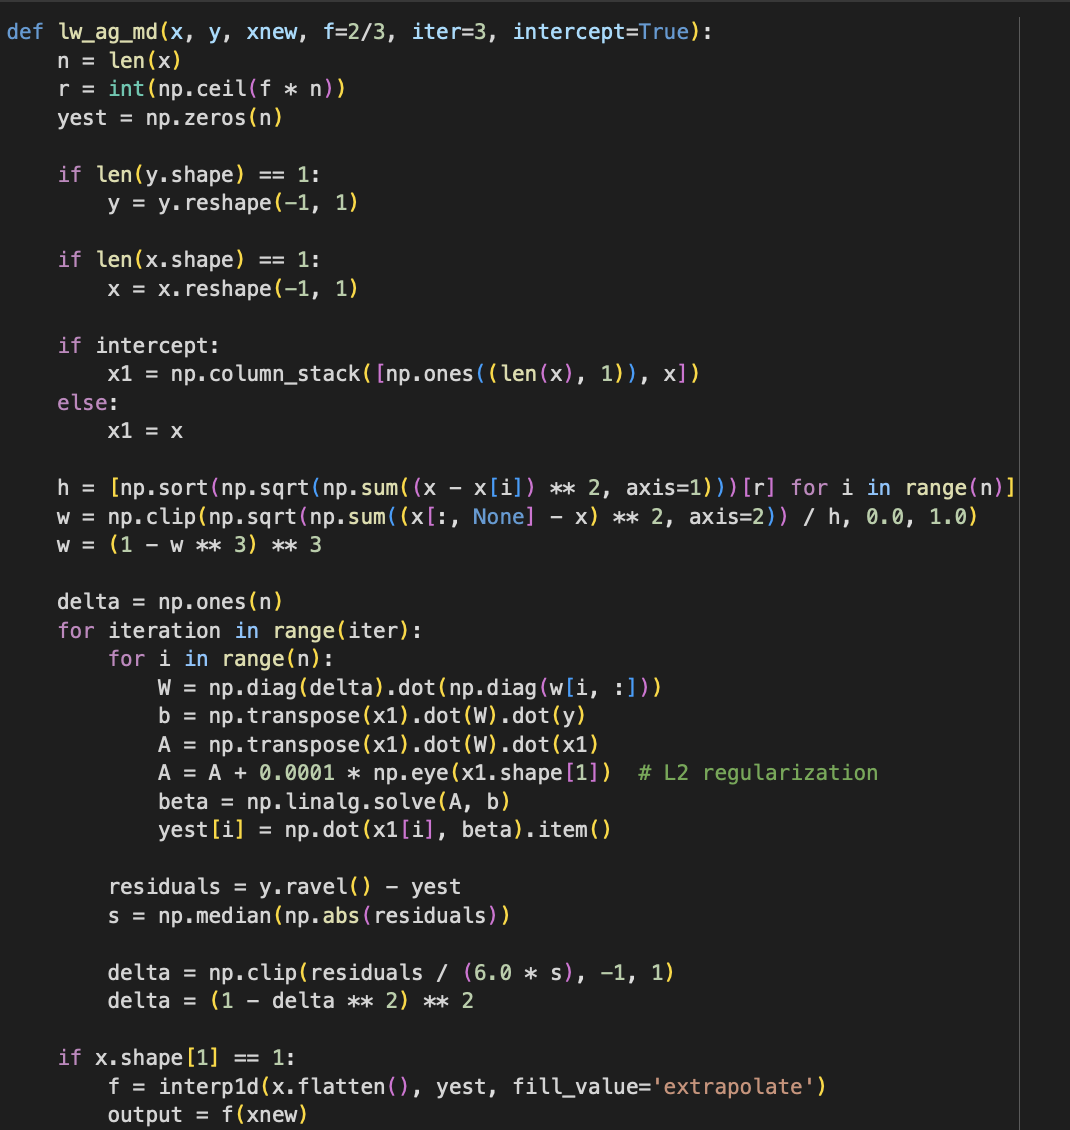 def lw_ag_md(x, y, xnew, f=2/3, iter=3, intercept=True):
    n = len(x)
    r = int(np.ceil(f * n))
    yest = np.zeros(n)

    if len(y.shape) == 1:
        y = y.reshape(-1, 1)

    if len(x.shape) == 1:
        x = x.reshape(-1, 1)

    if intercept:
        x1 = np.column_stack([np.ones((len(x), 1)), x])
    else:
        x1 = x

    h = [np.sort(np.sqrt(np.sum((x - x[i]) ** 2, axis=1)))[r] for i in range(n)]
    w = np.clip(np.sqrt(np.sum((x[:, None] - x) ** 2, axis=2)) / h, 0.0, 1.0)
    w = (1 - w ** 3) ** 3

    delta = np.ones(n)
    for iteration in range(iter):
        for i in range(n):
            W = np.diag(delta).dot(np.diag(w[i, :]))
            b = np.transpose(x1).dot(W).dot(y)
            A = np.transpose(x1).dot(W).dot(x1)
            A = A + 0.0001 * np.eye(x1.shape[1])  # L2 regularization
            beta = np.linalg.solve(A, b)
            yest[i] = np.dot(x1[i], beta).item()

        residuals = y.ravel() - yest
        s = np.median(np.abs(residuals))

        delta = np.clip(residuals / (6.0 * s), -1, 1)
        delta = (1 - delta ** 2) ** 2

    if x.shape[1] == 1:
        f = interp1d(x.flatten(), yest, fill_value='extrapolate')
        output = f(xnew)